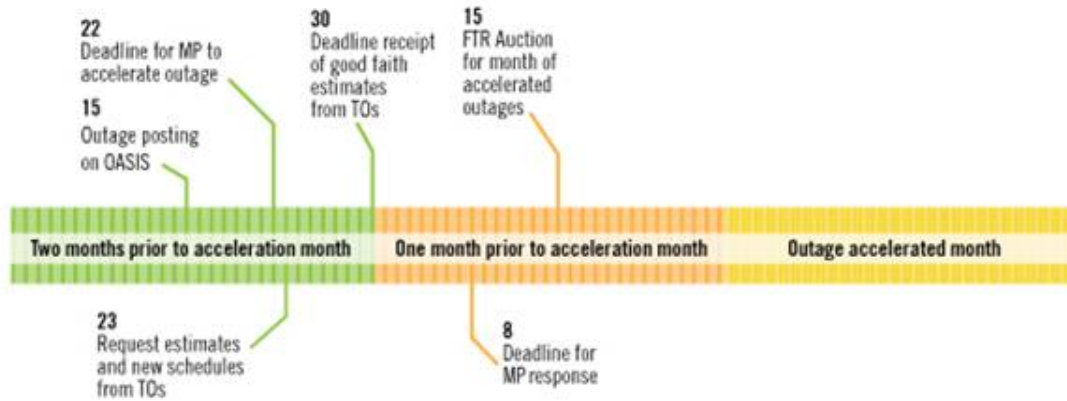 22
Deadline for MP to
accelerate outage
15
Outage posting
on OASIS
30
Deadline receipt
of good faith
estimates
from TOs
15
FTR Auction
for month of
accelerated
outages
Two months prior to acceleration month
One month prior to acceleration month
Outage accelerated month
23
Request estimates
and new schedules
from TOs
8
Deadline for
MP response